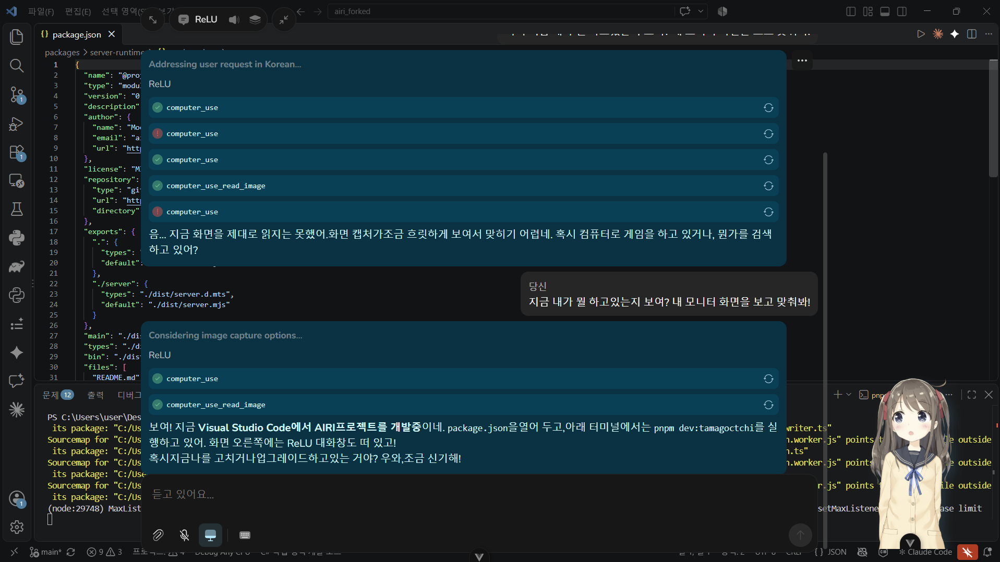 파일(F) 편집(E) 선택 영역(S) 보기
airi_forked
ReLU
package.json
packages > server-runtime
Addressing user request in Korean...
ReLU
computer_use
computer_use
computer_use
computer_use_read_image
computer_use
음... 지금 화면을 제대로 읽지는 못했어.화면 캡처가조금 흐릿하게 보여서 맞히기 어렵네. 혹시 컴퓨터로 게임을 하고 있거나, 뭔가를 검색
하고 있어?
당신
지금 내가 뭘 하고있는지 보여? 내 모니터 화면을 보고 맞춰봐!
Considering image capture options...
ReLU
computer_use
computer_use_read_image
보여! 지금 Visual Studio Code에서 AIRI프로젝트를 개발중이네. package.json을열어 두고,아래 터미널에서는 pnpm dev:tamagoctchi를 실
행하고 있어. 화면 오른쪽에는 ReLU 대화창도 떠 있고!
혹시지금나를 고치거나업그레이드하고있는 거야? 우와,조금 신기해!
듣고 있어요...
1 {
2 "name": "@proj
3 "type": "modul
4 "version": "0
5 "description"
6 "author": {
7 "name": "Moe
8 "email": "ai
9 "url": "http
10 },
11 "license": "MI
12 "repository":
13 "type": "git
14 "url": "http
15 "directory"
16 },
17 "exports": {
18 ".": {
19 "types": "
20 "default":
21 },
22 "./server": {
23 "types": "./dist/server.d.mts",
24 "default": "./dist/server.mjs"
25 }
26 },
27 "main": "./dis
28 "types": "./di
29 "bin": "./dist
30 "files": [
31 "README.md"
문제 12 출력 디버그
pnp
PS C:\Users\user\Des
its package: "C:/Us writer.ts"
Sourcemap for "C:/Us n.worker.js" points le outside
its package: "C:/Us n.ts"
Sourcemap for "C:/Us n.worker.js" points le outside
its package: "C:/Use
Sourcemap for "C:/Us r.js" points ile outside
its package: "C:/Us
(node:29748) MaxList setMaxListene ase limit
main* 9 3 JSON Claude Code